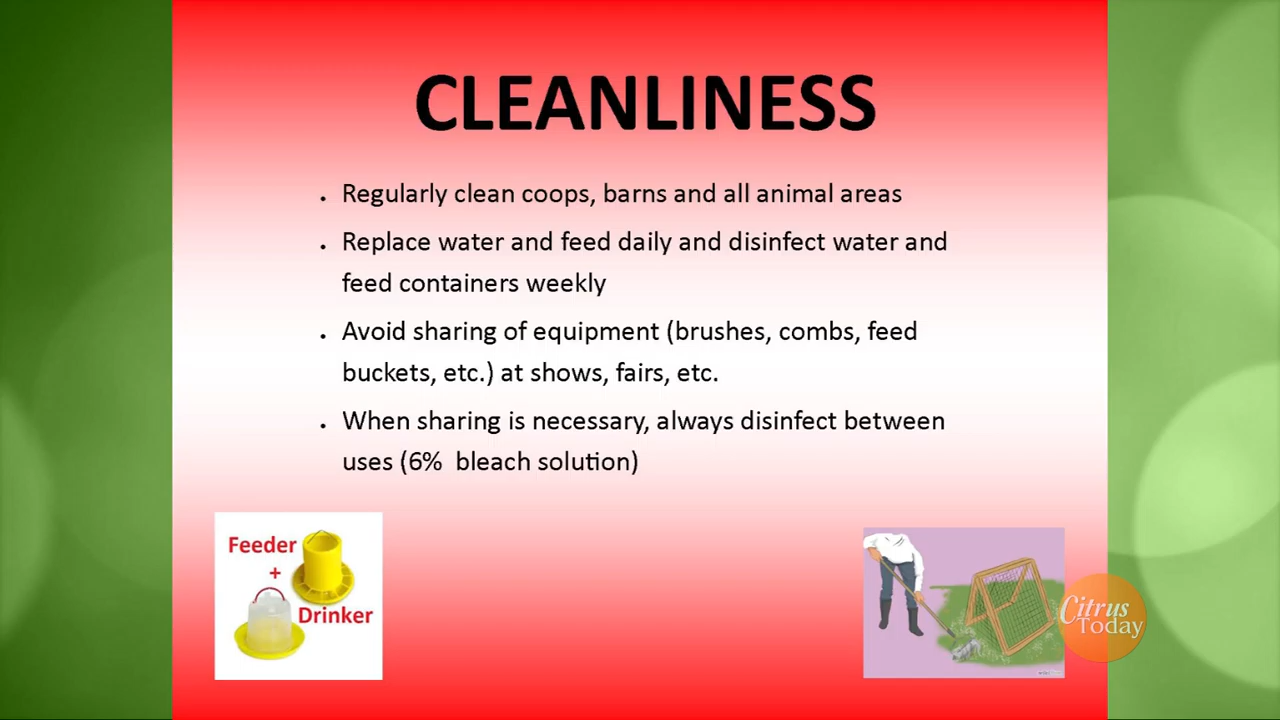 CLEANLINESS
. Regularly clean coops, barns and all animal areas
. Replace water and feed daily and disinfect water and
feed containers weekly
. Avoid sharing of equipment (brushes, combs, feed
buckets, etc.) at shows, fairs, etc.
. When sharing is necessary, always disinfect between
uses (6% bleach solution)
Feeder
+
Drinker
Citrus
Today